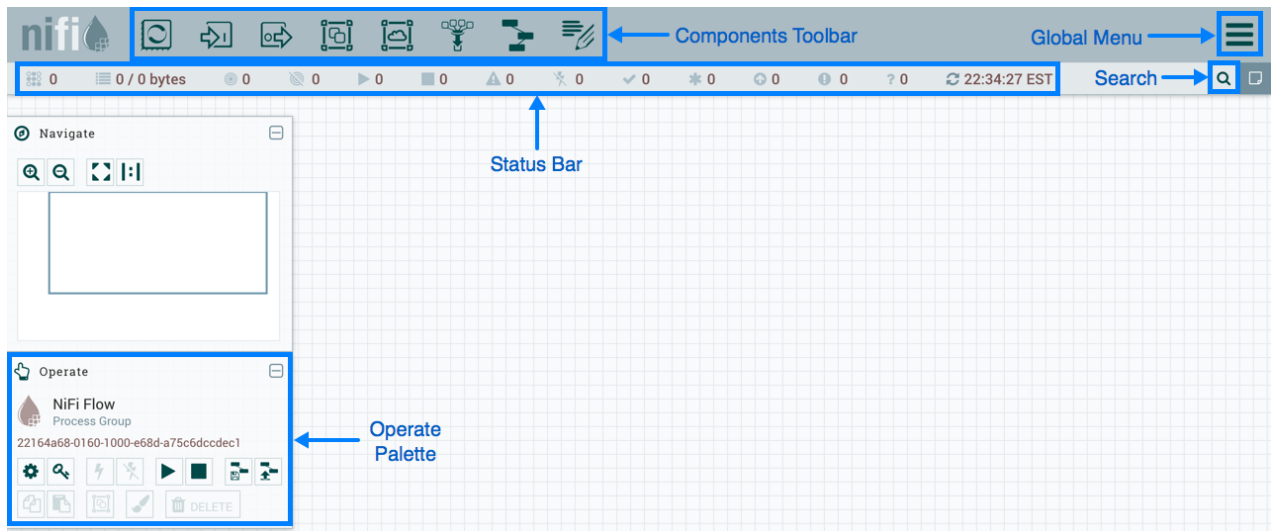 nifi
Components Toolbar
Global Menu
0 0 / 0 bytes 0 0 0 0 0 0 0 0 0 0 ? 0 22:34:27 EST
Search
Navigate
Status Bar
Operate
NiFi Flow
Process Group
22164a68-0160-1000-e68d-a75c6dccdec1
Operate
Palette
DELETE